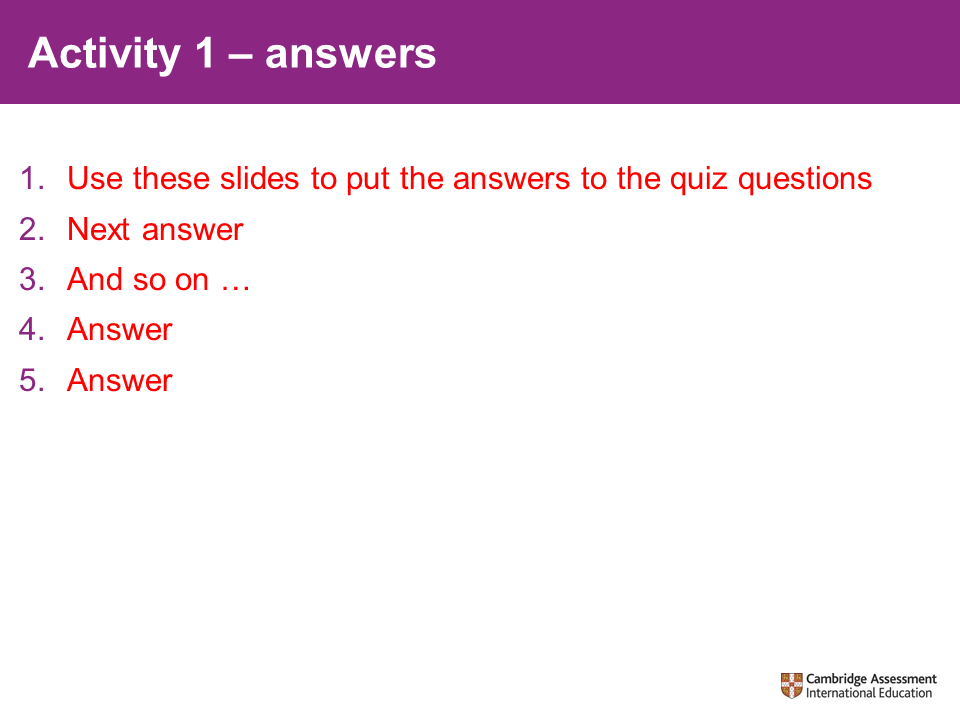 Activity 1 – answers
1. Use these slides to put the answers to the quiz questions
2. Next answer
3. And so on …
4. Answer
5. Answer
Cambridge Assessment
International Education